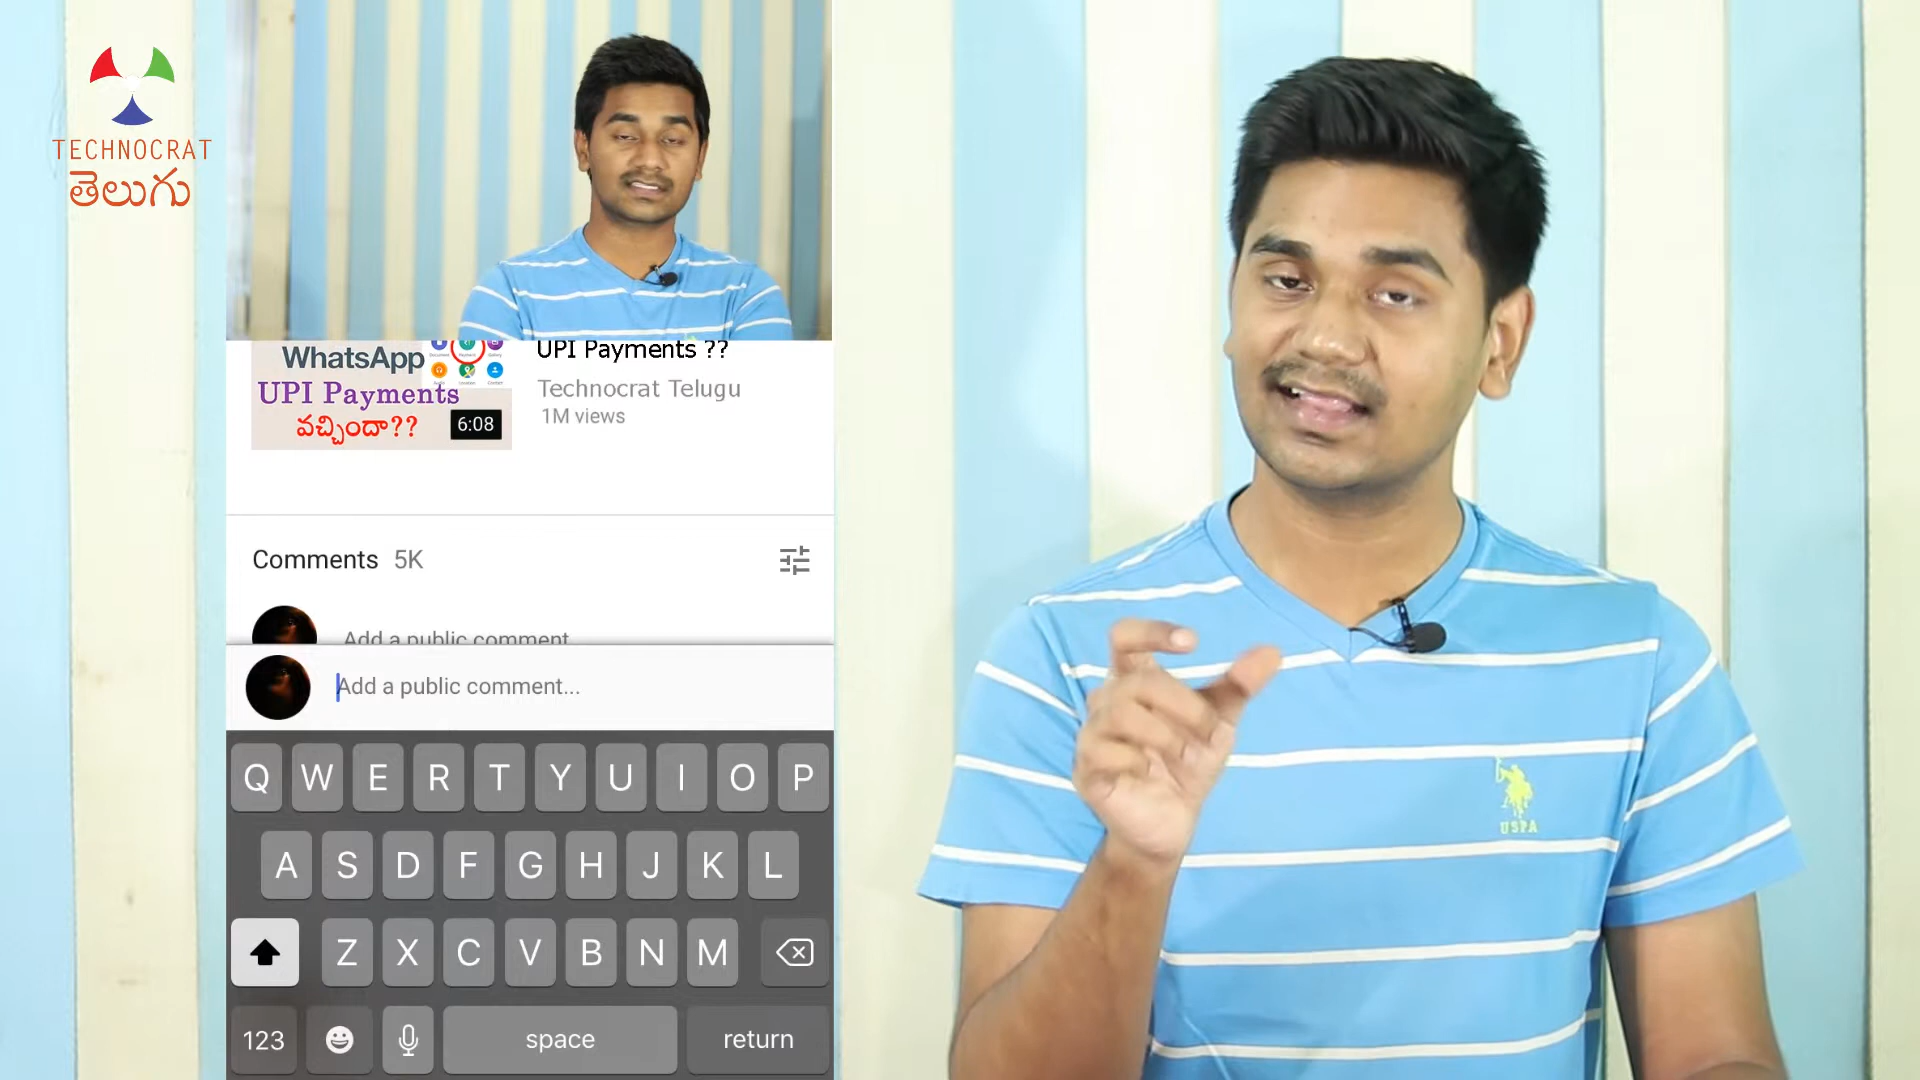 TECHNOCRAT
తెలుగు
WhatsApp
UPI Payments
వచ్చిందా??
6:08
UPI Payments ??
Technocrat Telugu
1M views
Comments 5K
Add a public comment
Add a public comment...
Q W E R T Y U I O P
A S D F G H J K L
Z X C V B N M
123 space return
USPA